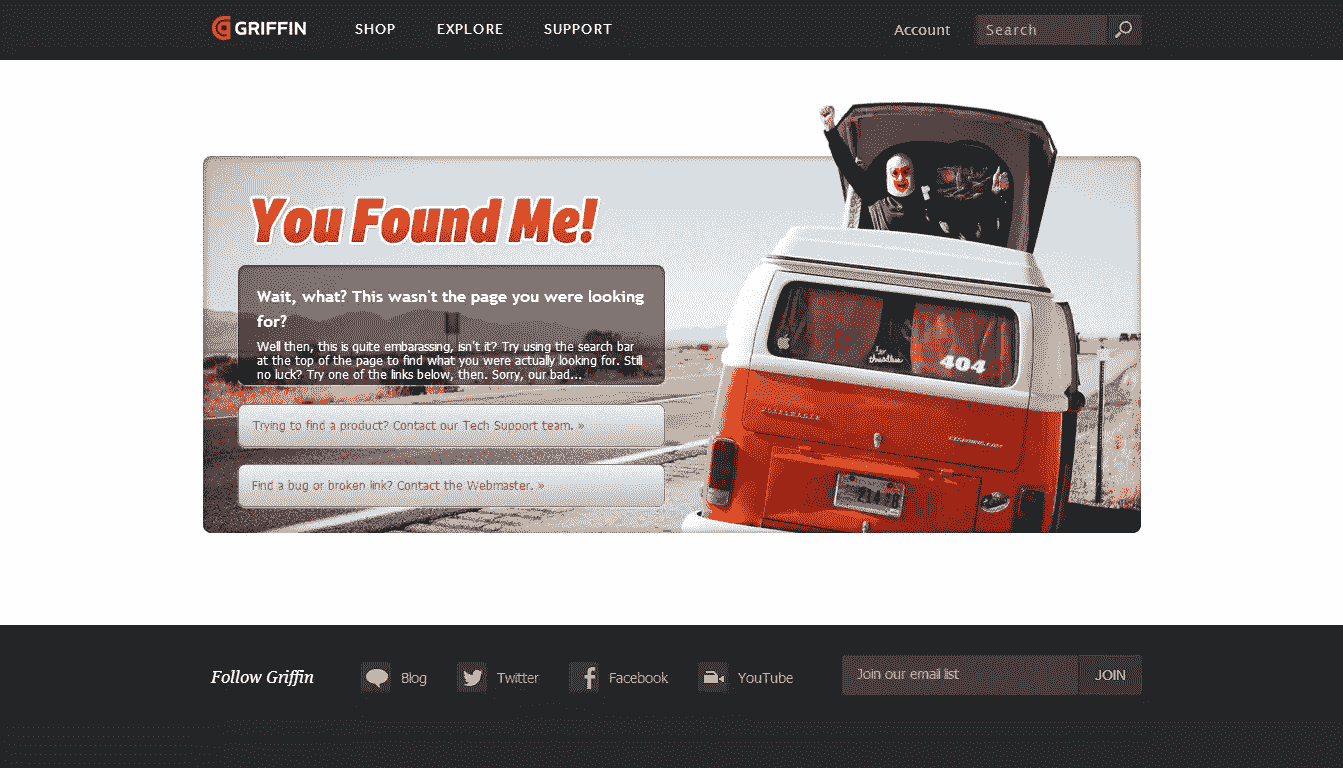 GRIFFIN
SHOP
EXPLORE
SUPPORT
Account
Search
You Found Me!
Wait, what? This wasn't the page you were looking
for?
Well then, this is quite embarassing, isn't it? Try using the search bar
at the top of the page to find what you were actually looking for. Still
no luck? Try one of the links below, then. Sorry, our bad...
Trying to find a product? Contact our Tech Support team. »
Find a bug or broken link? Contact the Webmaster. »
404
VOLKSWAGEN
Follow Griffin
Blog
Twitter
Facebook
YouTube
Join our email list
JOIN